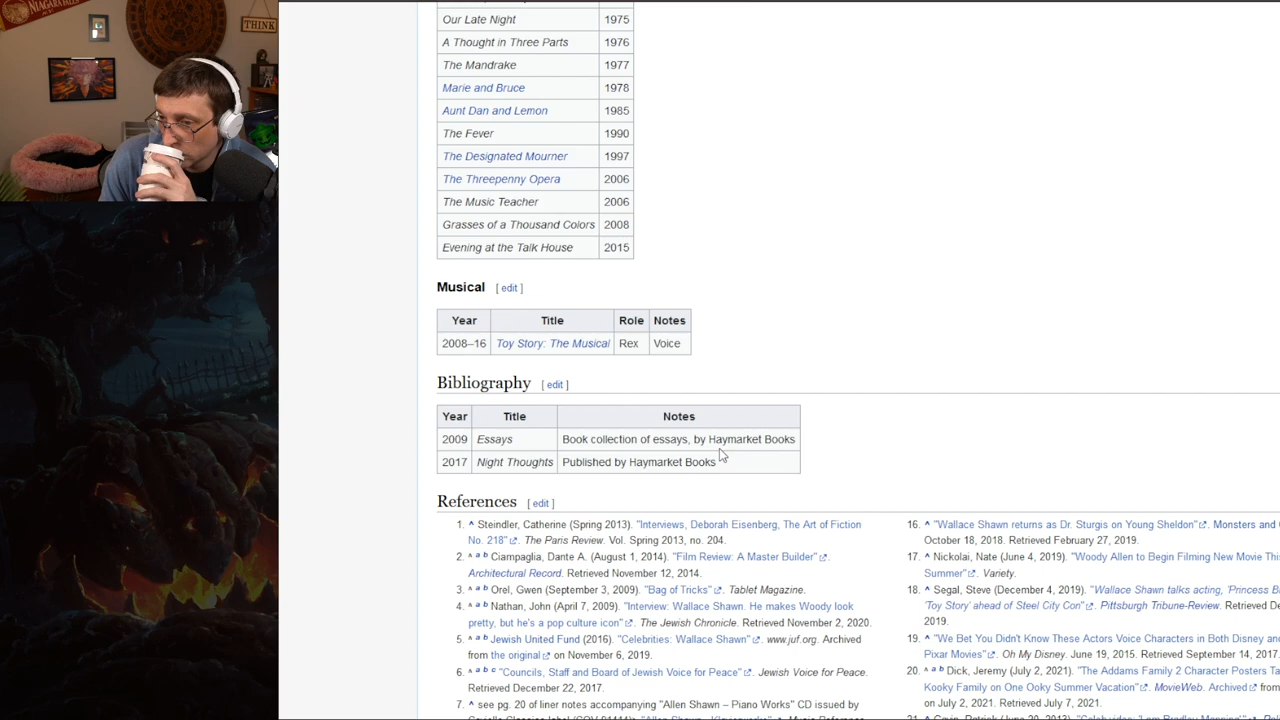 NIAGARA FALLS
THINK
Our Late Night 1975
A Thought in Three Parts 1976
The Mandrake 1977
Marie and Bruce 1978
Aunt Dan and Lemon 1985
The Fever 1990
The Designated Mourner 1997
The Threepenny Opera 2006
The Music Teacher 2006
Grasses of a Thousand Colors 2008
Evening at the Talk House 2015
Musical [ edit ]
Year Title Role Notes
2008–16 Toy Story: The Musical Rex Voice
Bibliography [ edit ]
Year Title Notes
2009 Essays Book collection of essays, by Haymarket Books
2017 Night Thoughts Published by Haymarket Books
References [ edit ]
1. ^ Steindler, Catherine (Spring 2013). "Interviews, Deborah Eisenberg, The Art of Fiction
No. 218". The Paris Review. Vol. Spring 2013, no. 204.
2. ^ a b Ciampaglia, Dante A. (August 1, 2014). "Film Review: A Master Builder".
Architectural Record. Retrieved November 12, 2014.
3. ^ a b Orel, Gwen (September 3, 2009). "Bag of Tricks". Tablet Magazine.
4. ^ a b Nathan, John (April 7, 2009). "Interview: Wallace Shawn. He makes Woody look
pretty, but he's a pop culture icon". The Jewish Chronicle. Retrieved November 2, 2020.
5. ^ a b Jewish United Fund (2016). "Celebrities: Wallace Shawn". www.juf.org. Archived
from the original on November 6, 2019.
6. ^ a b c "Councils, Staff and Board of Jewish Voice for Peace". Jewish Voice for Peace.
Retrieved December 22, 2017.
7. ^ see pg. 20 of liner notes accompanying "Allen Shawn – Piano Works" CD issued by
16. ^ "Wallace Shawn returns as Dr. Sturgis on Young Sheldon". Monsters and
October 18, 2018. Retrieved February 27, 2019.
17. ^ Nickolai, Nate (June 4, 2019). "Woody Allen to Begin Filming New Movie This
Summer". Variety.
18. ^ Segal, Steve (December 4, 2019). "Wallace Shawn talks acting, 'Princess
'Toy Story' ahead of Steel City Con". Pittsburgh Tribune-Review. Retrieved
2019.
19. ^ "We Bet You Didn't Know These Actors Voice Characters in Both Disney and
Pixar Movies". Oh My Disney. June 19, 2015. Retrieved September 14, 2017.
20. ^ a b Dick, Jeremy (July 2, 2021). "The Addams Family 2 Character Posters
Kooky Family on One Ooky Summer Vacation". MovieWeb. Archived from
on July 2, 2021. Retrieved July 7, 2021.